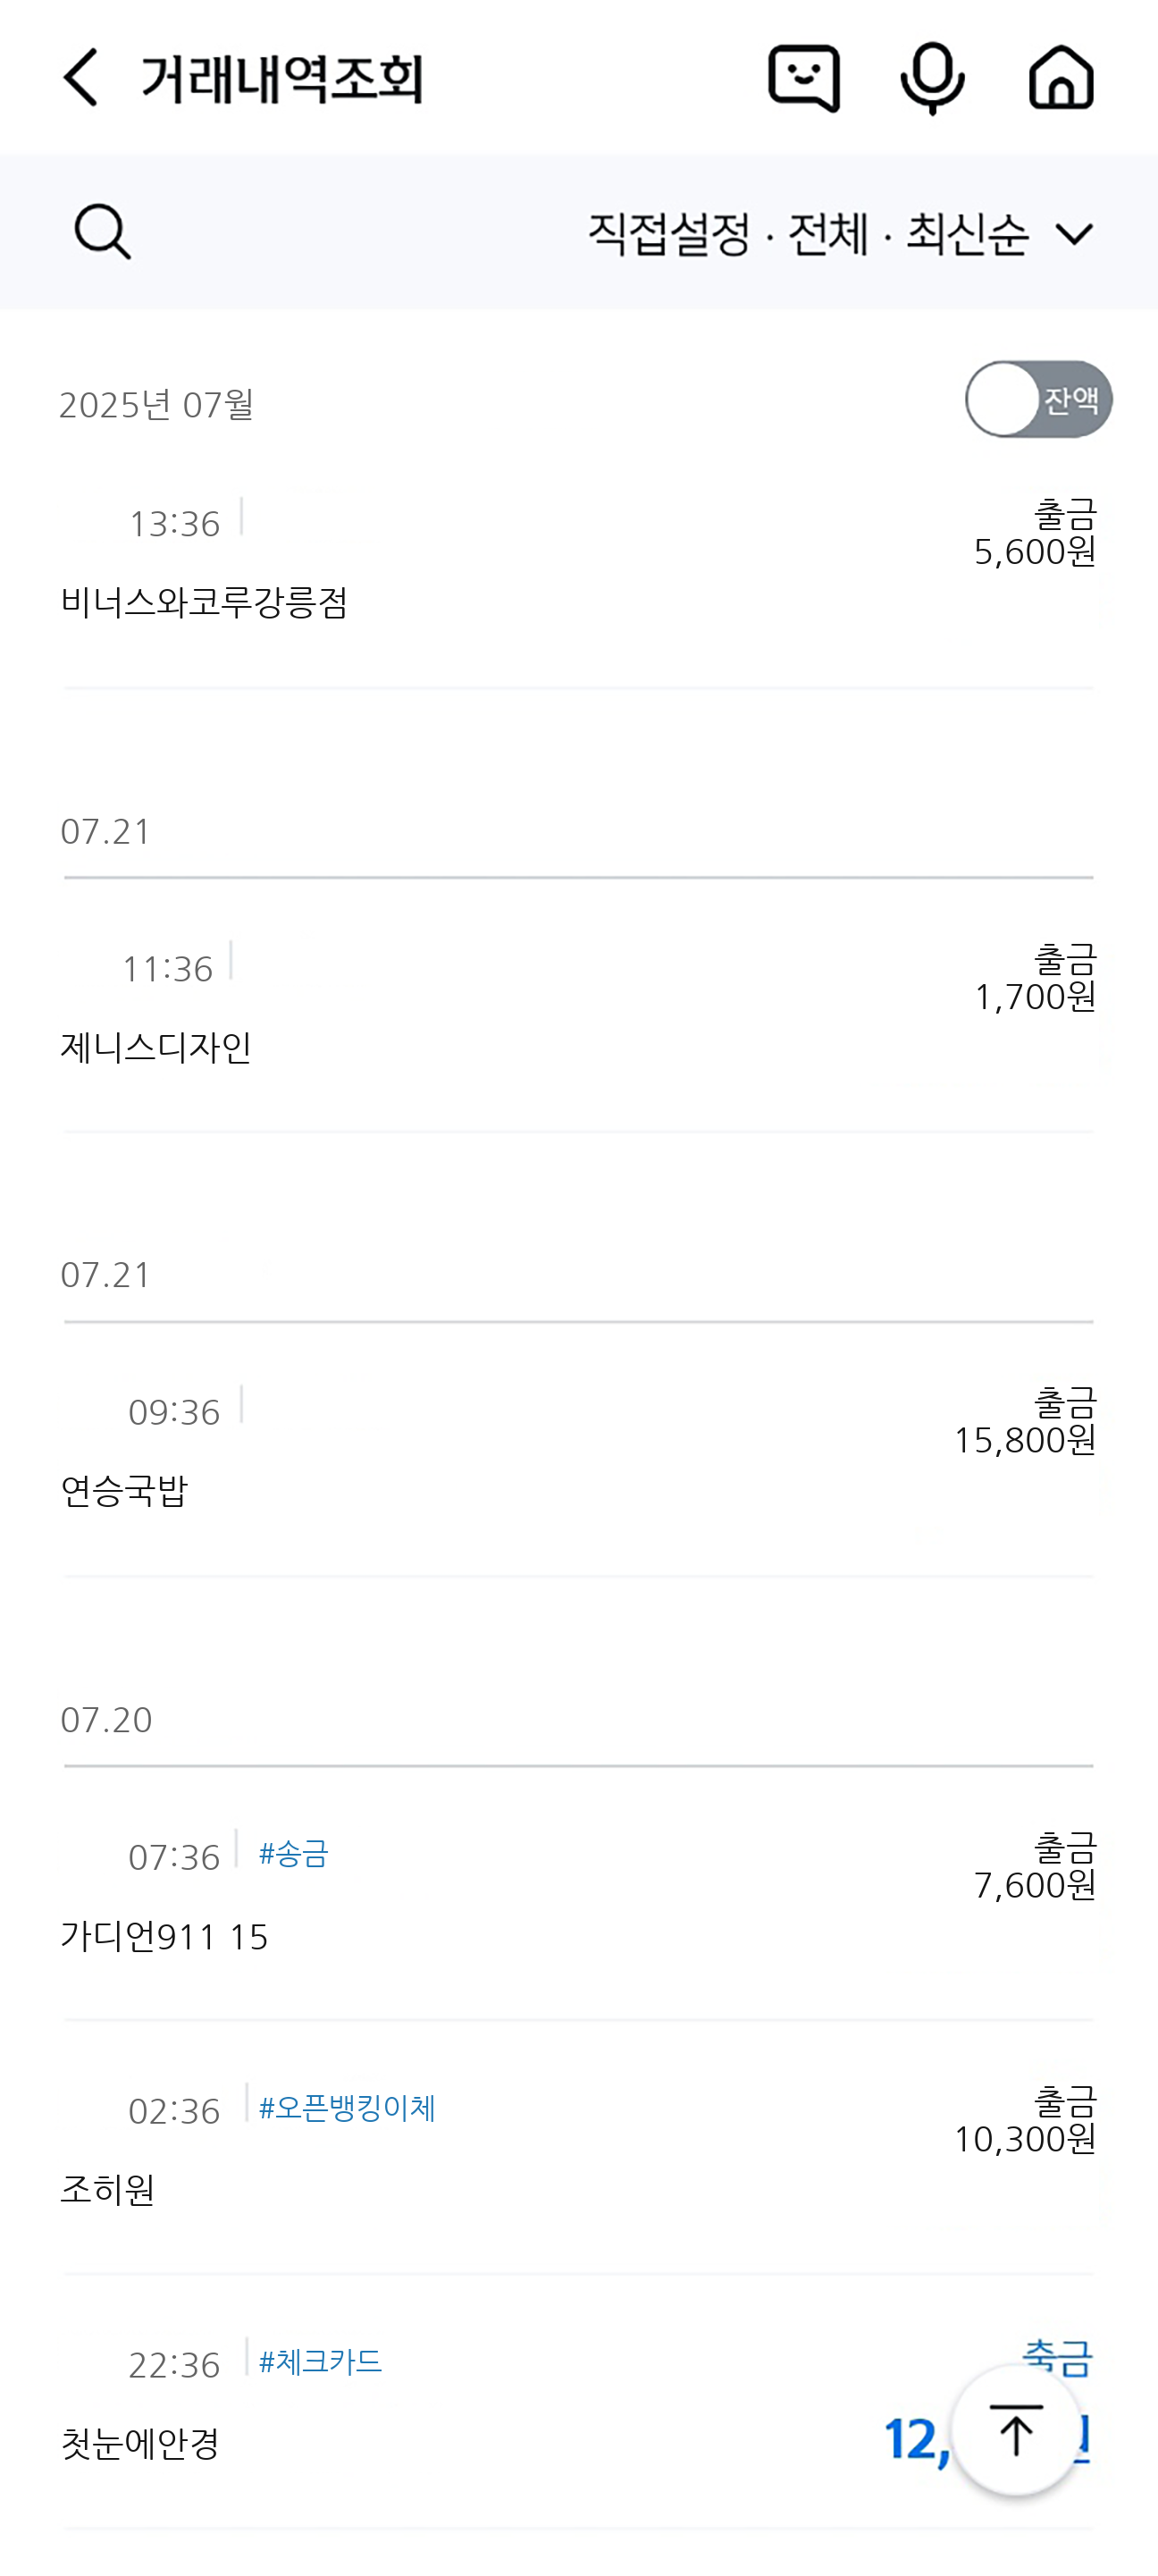 거래내역조회
직접설정 · 전체 · 최신순
2025년 07월
잔액
13:36
출금
5,600원
비너스와코루강릉점
07.21
11:36
출금
1,700원
제니스디자인
07.21
09:36
출금
15,800원
연승국밥
07.20
07:36 #송금
출금
7,600원
가디언911 15
02:36 #오픈뱅킹이체
출금
10,300원
조히원
22:36 #체크카드
출금
첫눈에안경
12,